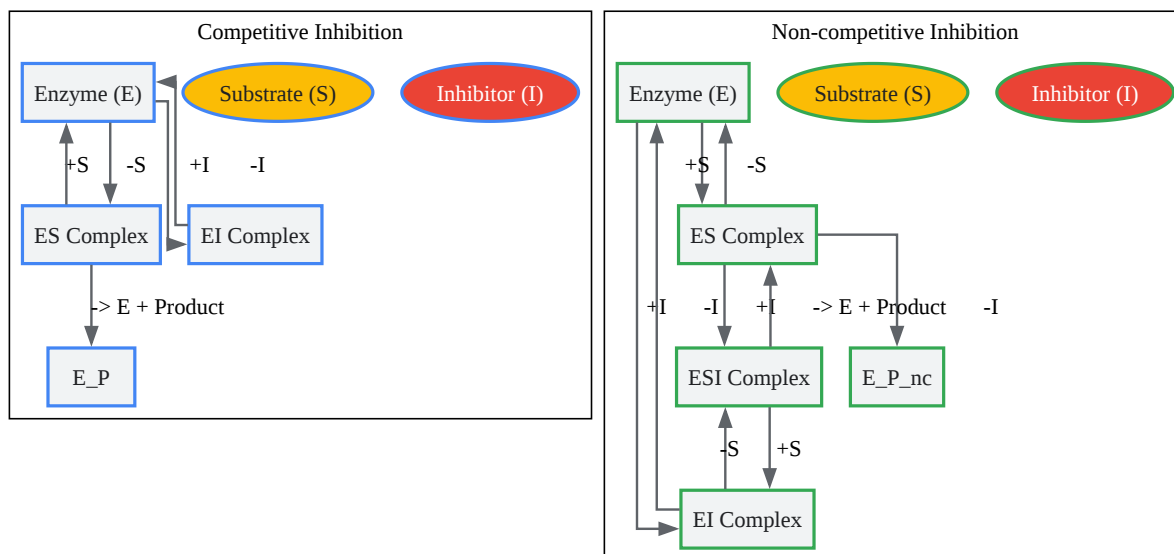 Competitive Inhibition
Enzyme (E)
Substrate (S)
Inhibitor (I)
+S
-S
+I
-I
ES Complex
EI Complex
-> E + Product
E_P
Non-competitive Inhibition
Enzyme (E)
Substrate (S)
Inhibitor (I)
+S
-S
ES Complex
+I
-I
+I
-> E + Product
-I
ESI Complex
E_P_nc
-S
+S
EI Complex